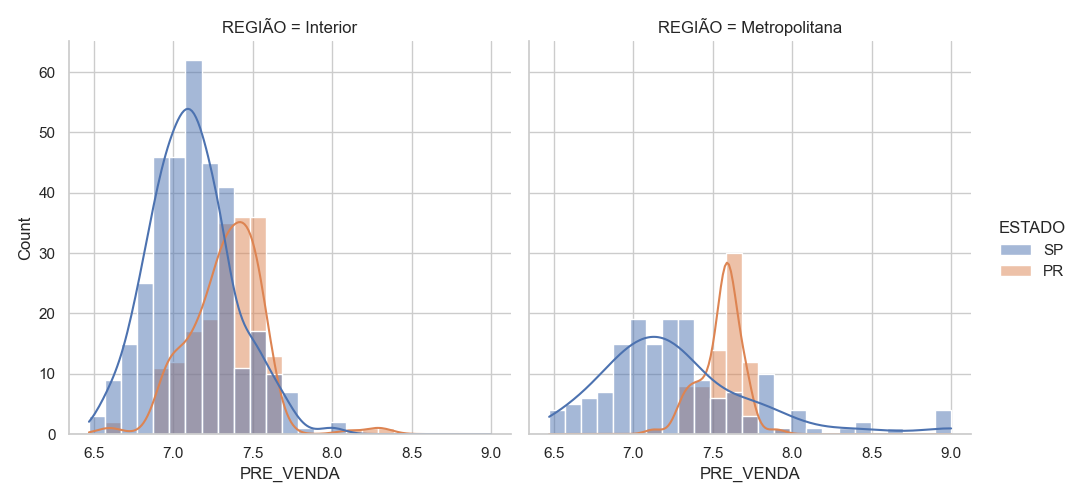 REGIÃO = Interior
REGIÃO = Metropolitana
60
50
40
30
20
10
0
Count
6.5 7.0 7.5 8.0 8.5 9.0
6.5 7.0 7.5 8.0 8.5 9.0
PRE_VENDA
PRE_VENDA
ESTADO
SP
PR